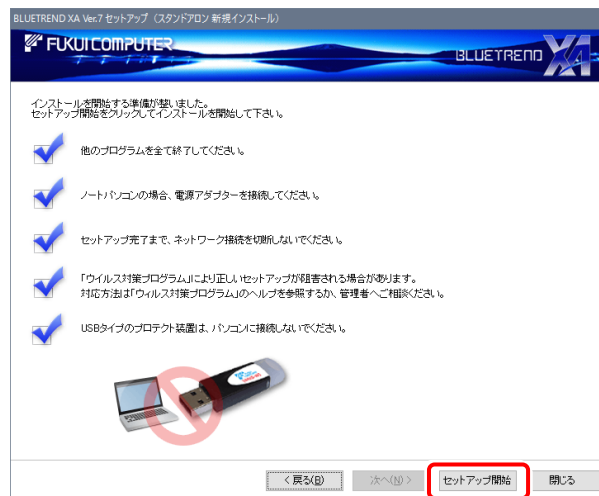 BLUETREND XA Ver.7 セットアップ（スタンドアロン 新規インストール）
FUKUI COMPUTER
BLUETREND XA
インストールを開始する準備が整いました。
セットアップ開始をクリックしてインストールを開始して下さい。
他のプログラムを全て終了してください。
ノートパソコンの場合、電源アダプターを接続してください。
セットアップ完了まで、ネットワーク接続を切断しないでください。
「ウイルス対策プログラム」により正しいセットアップが阻害される場合があります。
対応方法は「ウィルス対策プログラム」のヘルプを参照するか、管理者へご相談ください。
USBタイプのプロテクト装置は、パソコンに接続しないでください。
< 戻る(B)
次へ(N) >
セットアップ開始
閉じる